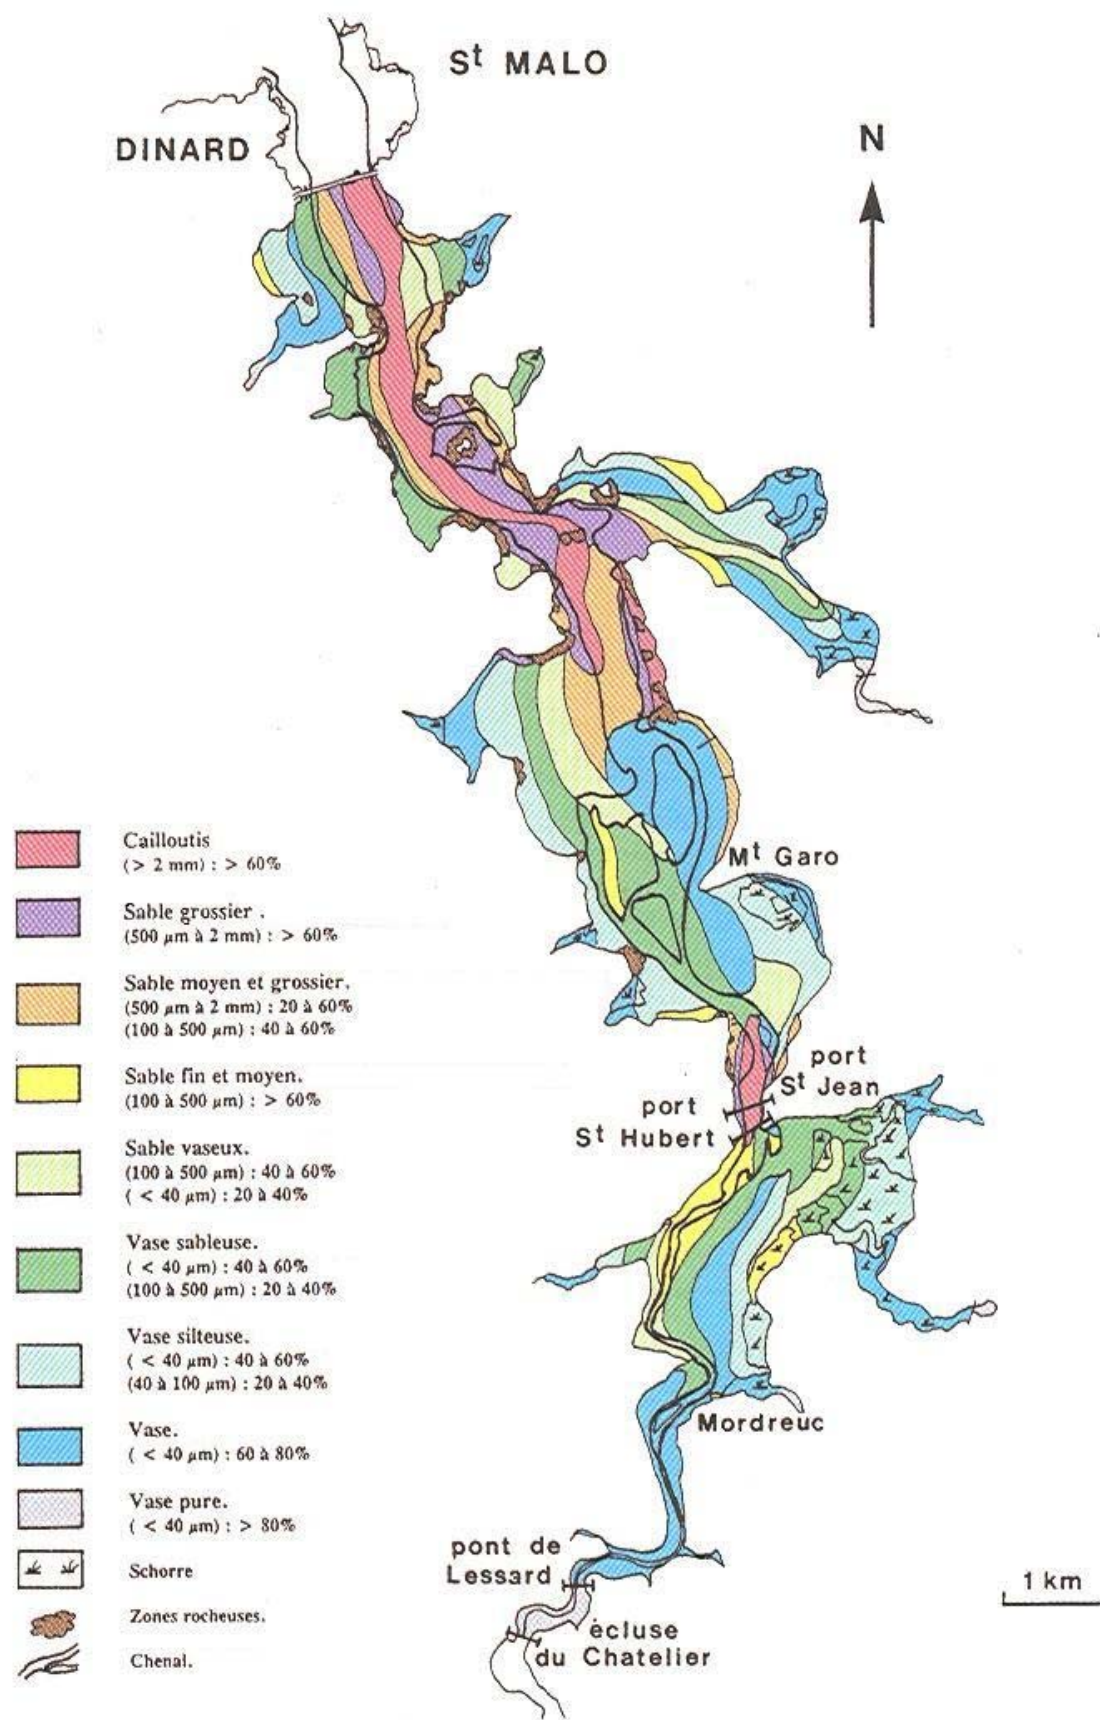 St MALO
DINARD
N
Mt Garo
port
St Jean
port
St Hubert
Mordreuc
pont de
Lessard
écluse
du Chatelier
1 km
Cailloutis
(> 2 mm) : > 60%
Sable grossier .
(500 µm à 2 mm) : > 60%
Sable moyen et grossier.
(500 µm à 2 mm) : 20 à 60%
(100 à 500 µm) : 40 à 60%
Sable fin et moyen.
(100 à 500 µm) : > 60%
Sable vaseux.
(100 à 500 µm) : 40 à 60%
( < 40 µm) : 20 à 40%
Vase sableuse.
( < 40 µm) : 40 à 60%
(100 à 500 µm) : 20 à 40%
Vase silteuse.
( < 40 µm) : 40 à 60%
(40 à 100 µm) : 20 à 40%
Vase.
( < 40 µm) : 60 à 80%
Vase pure.
( < 40 µm) : > 80%
Schorre
Zones rocheuses.
Chenal.